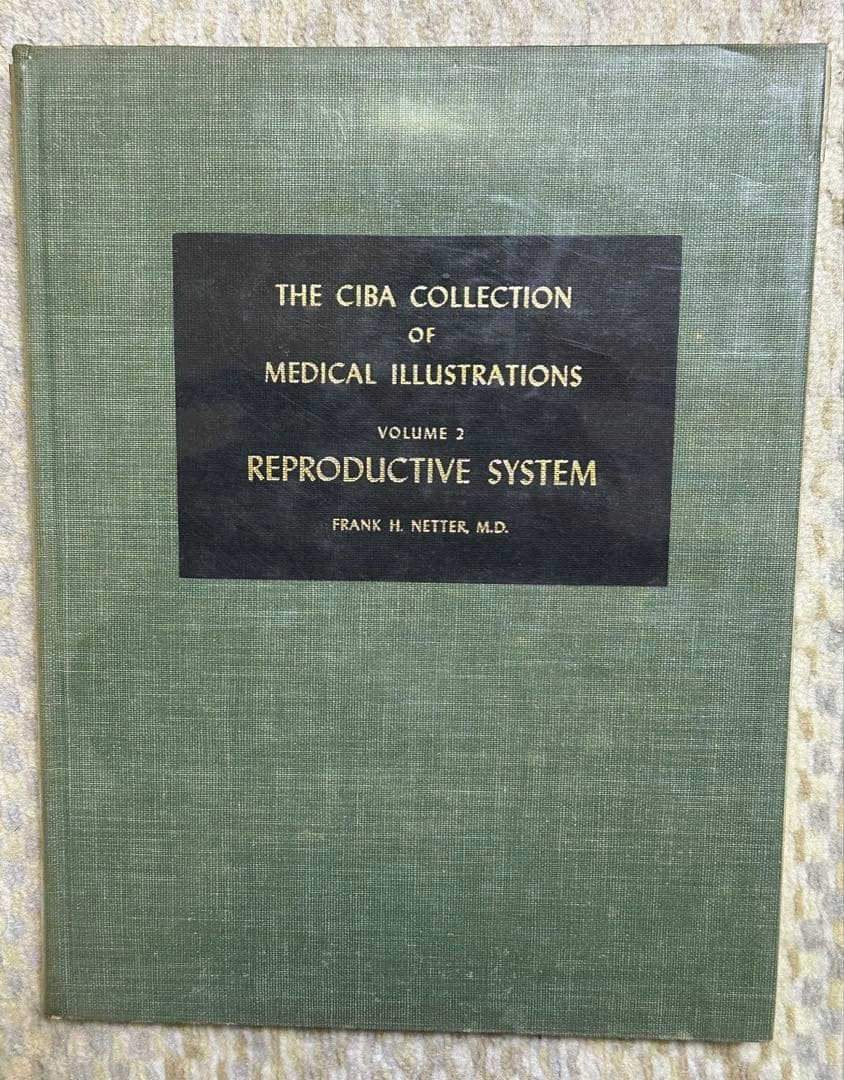 THE CIBA COLLECTION
OF
MEDICAL ILLUSTRATIONS
VOLUME 2
REPRODUCTIVE SYSTEM
FRANK H. NETTER, M.D.